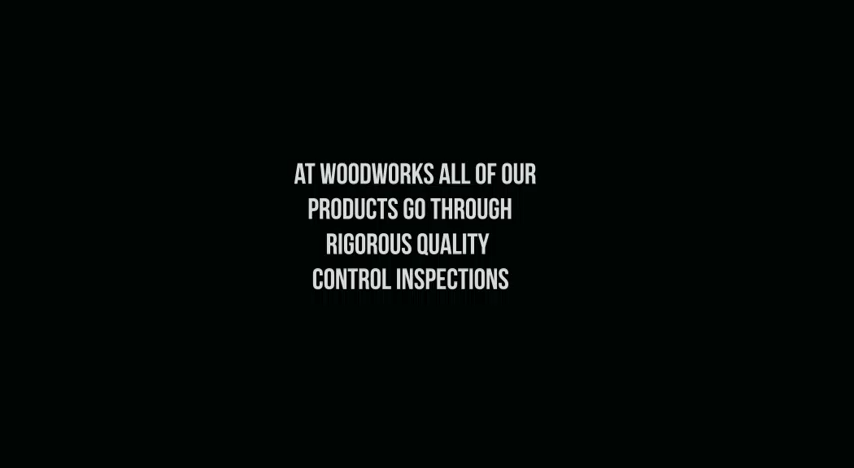 AT WOODWORKS ALL OF OUR
PRODUCTS GO THROUGH
RIGOROUS QUALITY
CONTROL INSPECTIONS